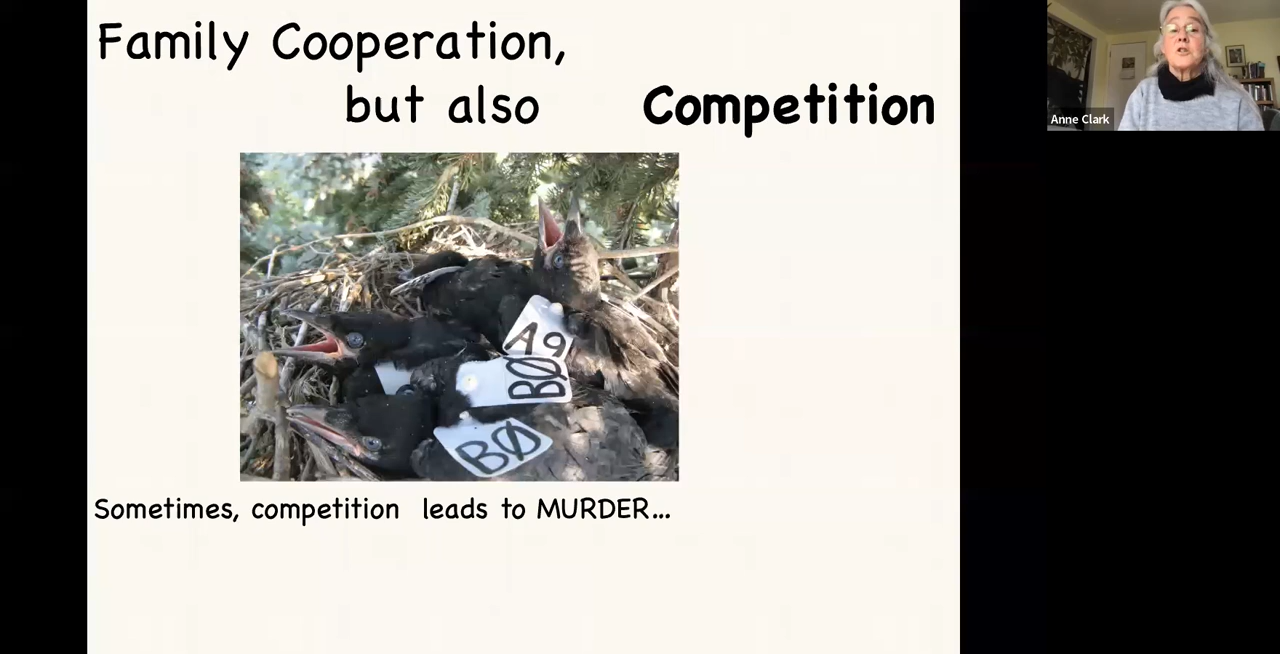 Family Cooperation,
but also Competition
Anne Clark
A9
BØ
BØ
Sometimes, competition leads to MURDER...